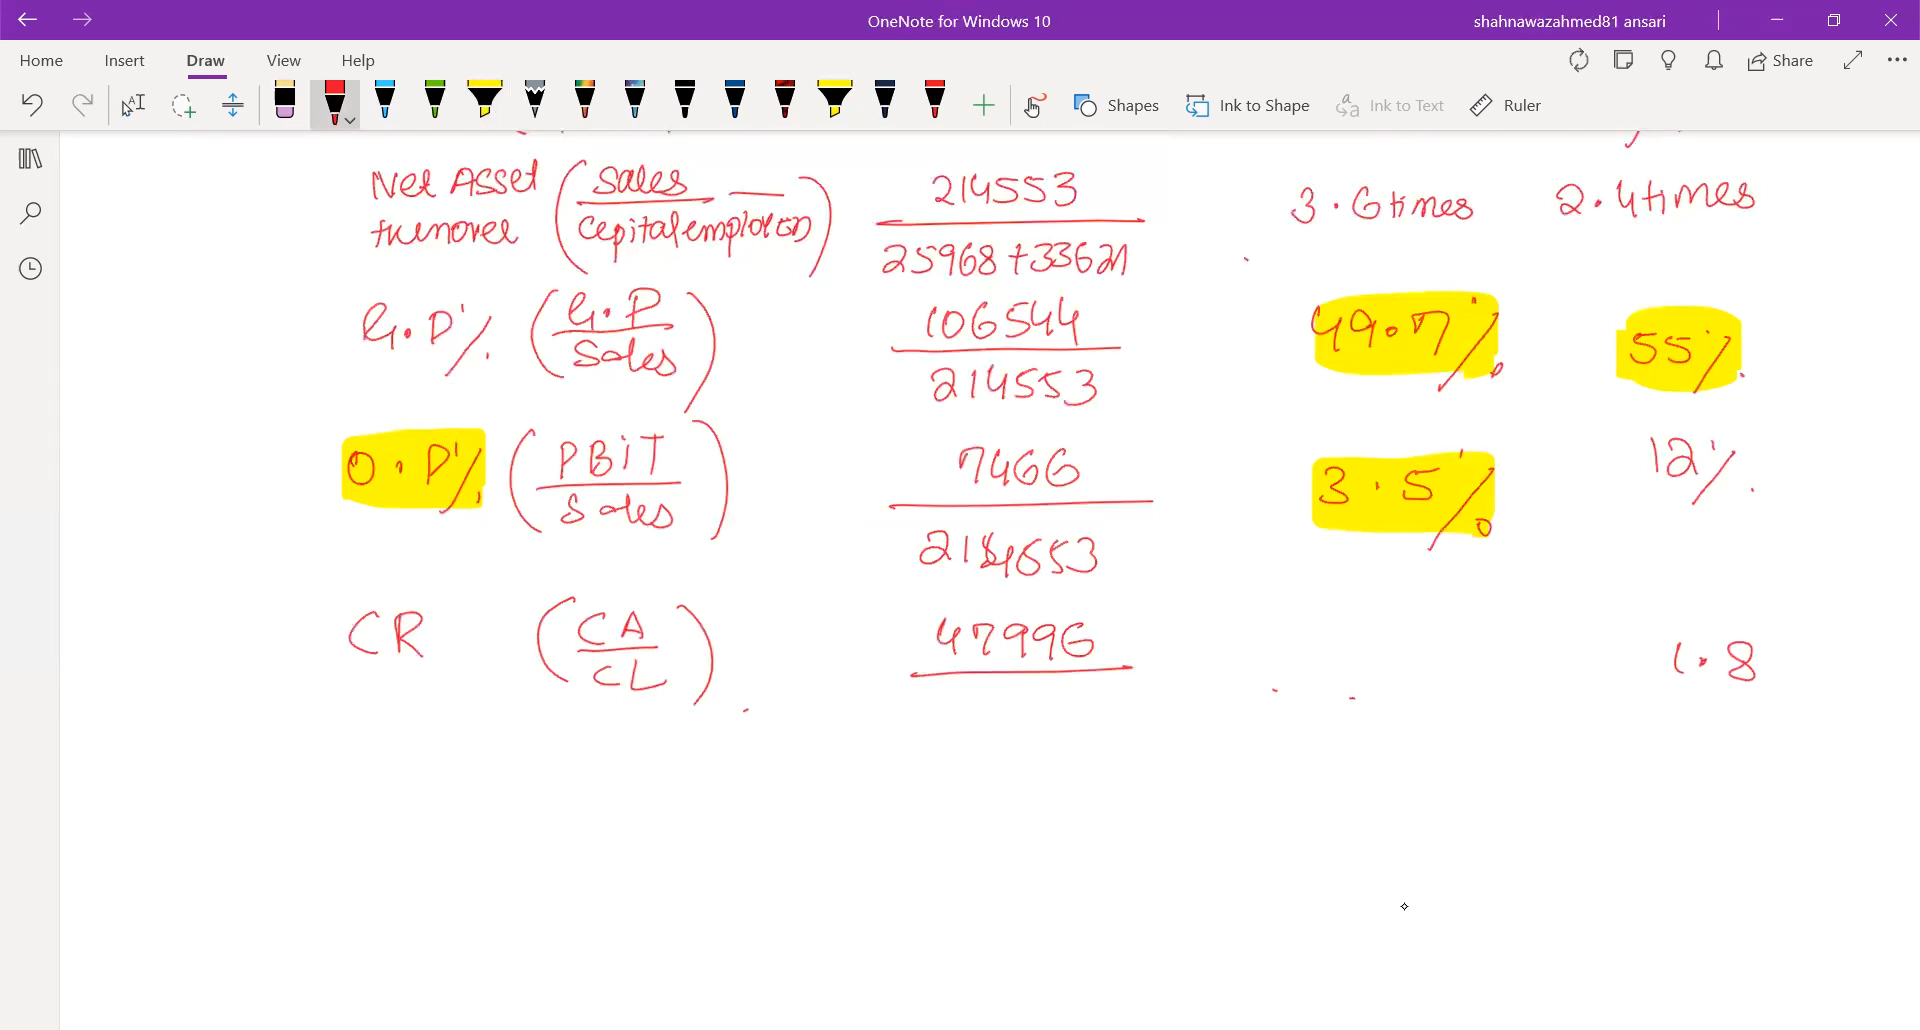 OneNote for Windows 10
shahnawazahmed81 ansari
Home Insert Draw View Help
Share
Shapes Ink to Shape Ink to Text Ruler
Net Asset turnover (Sales / Capital employed) 214553 / 25968 + 33621 3.6 times 2.4 times
G.P% (G.P / Sales) 106544 / 214553 49.7% 55%
O.P% (PBIT / Sales) 7466 / 214553 3.5% 12%
CR (CA / CL) 47996 1.8